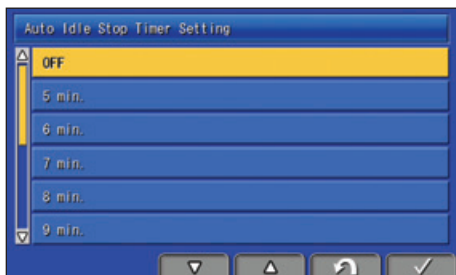 Auto Idle Stop Timer Setting
OFF
5 min.
6 min.
7 min.
8 min.
9 min.